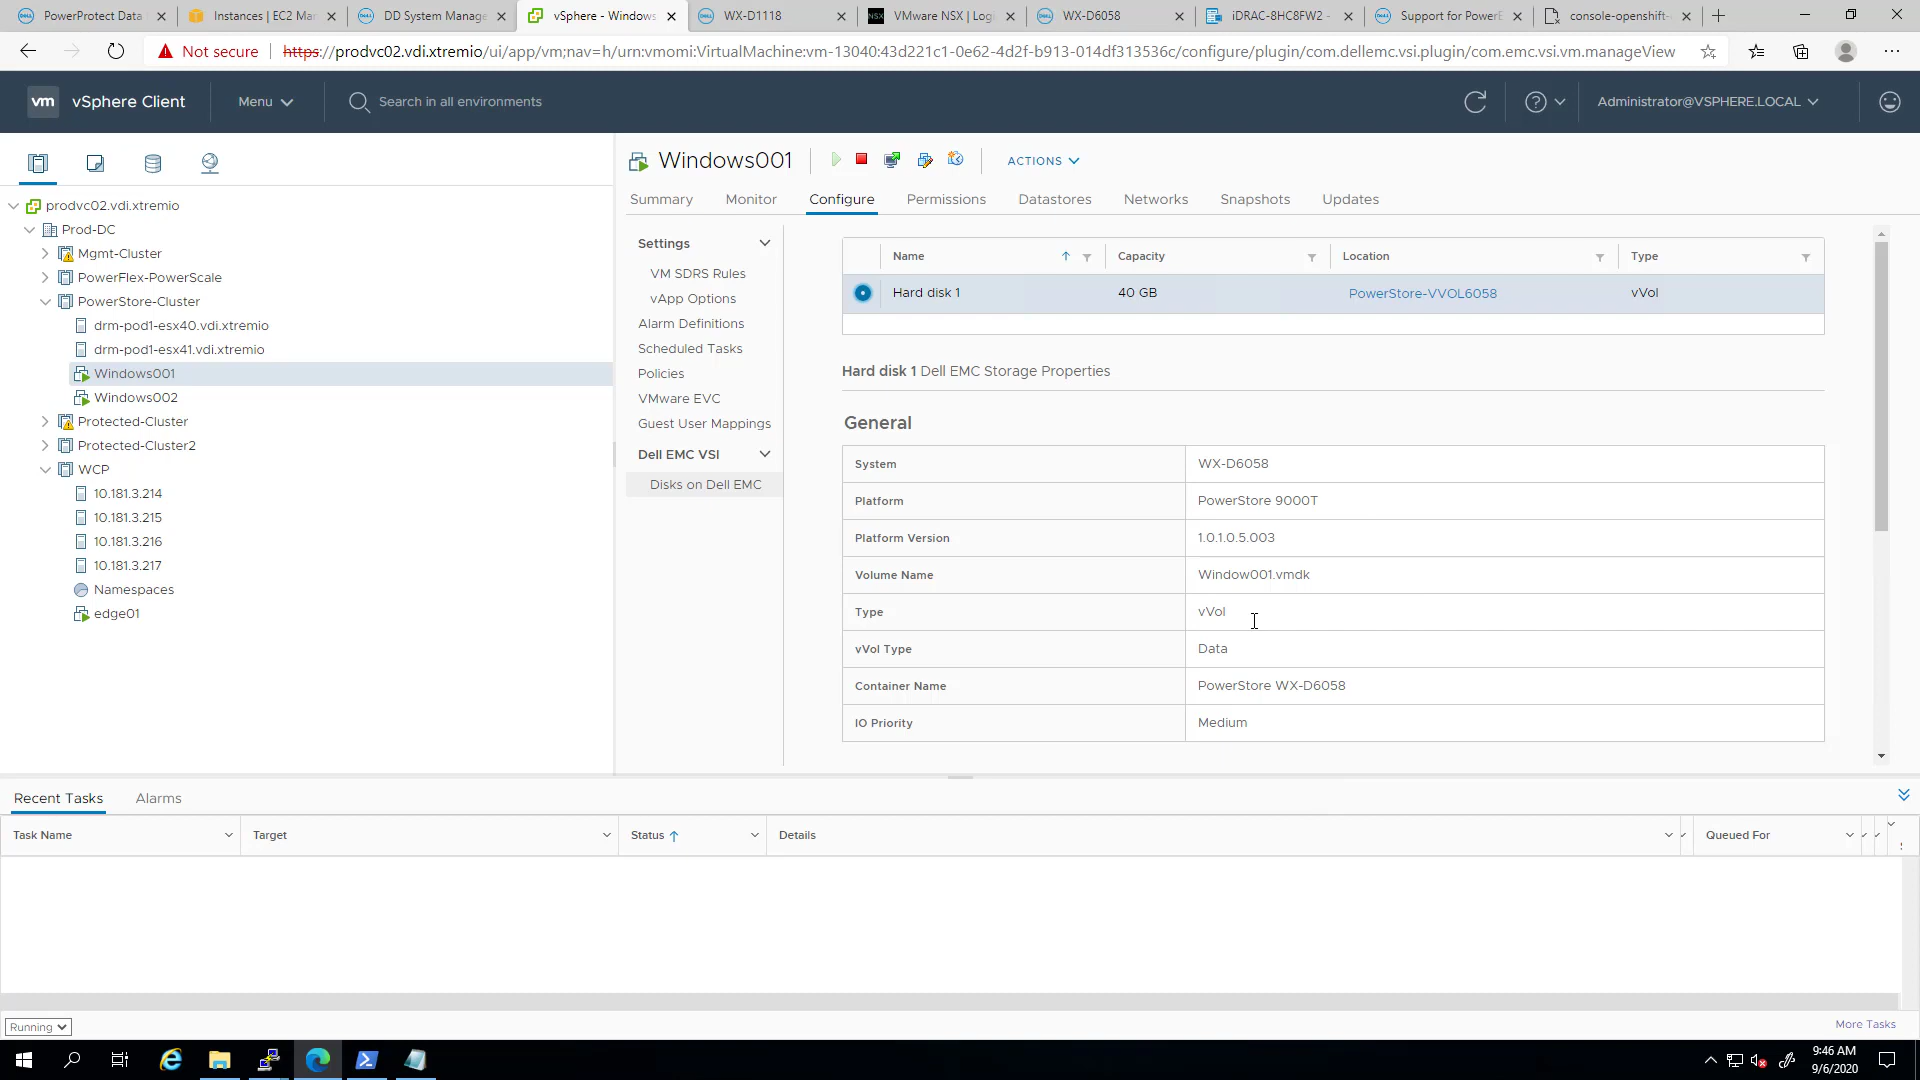 PowerProtect Data
Instances | EC2 Mar
DD System Manage
vSphere - Windows
WX-D1118
VMware NSX | Log
WX-D6058
iDRAC-8HC8FW2 -
Support for PowerE
console-openshift-
Not secure
https://prodvc02.vdi.xtremio/ui/app/vm;nav=h/urn:vmomi:VirtualMachine:vm-13040:43d221c1-0e62-4d2f-b913-014df313536c/configure/plugin/com.dellemc.vsi.plugin/com.emc.vsi.vm.manageView
vm vSphere Client
Menu
Search in all environments
Administrator@VSPHERE.LOCAL
prodvc02.vdi.xtremio
Prod-DC
Mgmt-Cluster
PowerFlex-PowerScale
PowerStore-Cluster
drm-pod1-esx40.vdi.xtremio
drm-pod1-esx41.vdi.xtremio
Windows001
Windows002
Protected-Cluster
Protected-Cluster2
WCP
10.181.3.214
10.181.3.215
10.181.3.216
10.181.3.217
Namespaces
edge01
Windows001
ACTIONS
Summary Monitor Configure Permissions Datastores Networks Snapshots Updates
Settings
VM SDRS Rules
vApp Options
Alarm Definitions
Scheduled Tasks
Policies
VMware EVC
Guest User Mappings
Dell EMC VSI
Disks on Dell EMC
Name Capacity Location Type
Hard disk 1 40 GB PowerStore-VVOL6058 vVol
Hard disk 1 Dell EMC Storage Properties
General
System WX-D6058
Platform PowerStore 9000T
Platform Version 1.0.1.0.5.003
Volume Name Window001.vmdk
Type vVol
vVol Type Data
Container Name PowerStore WX-D6058
IO Priority Medium
Recent Tasks Alarms
Task Name Target Status Details Queued For
Running
More Tasks
9:46 AM
9/6/2020